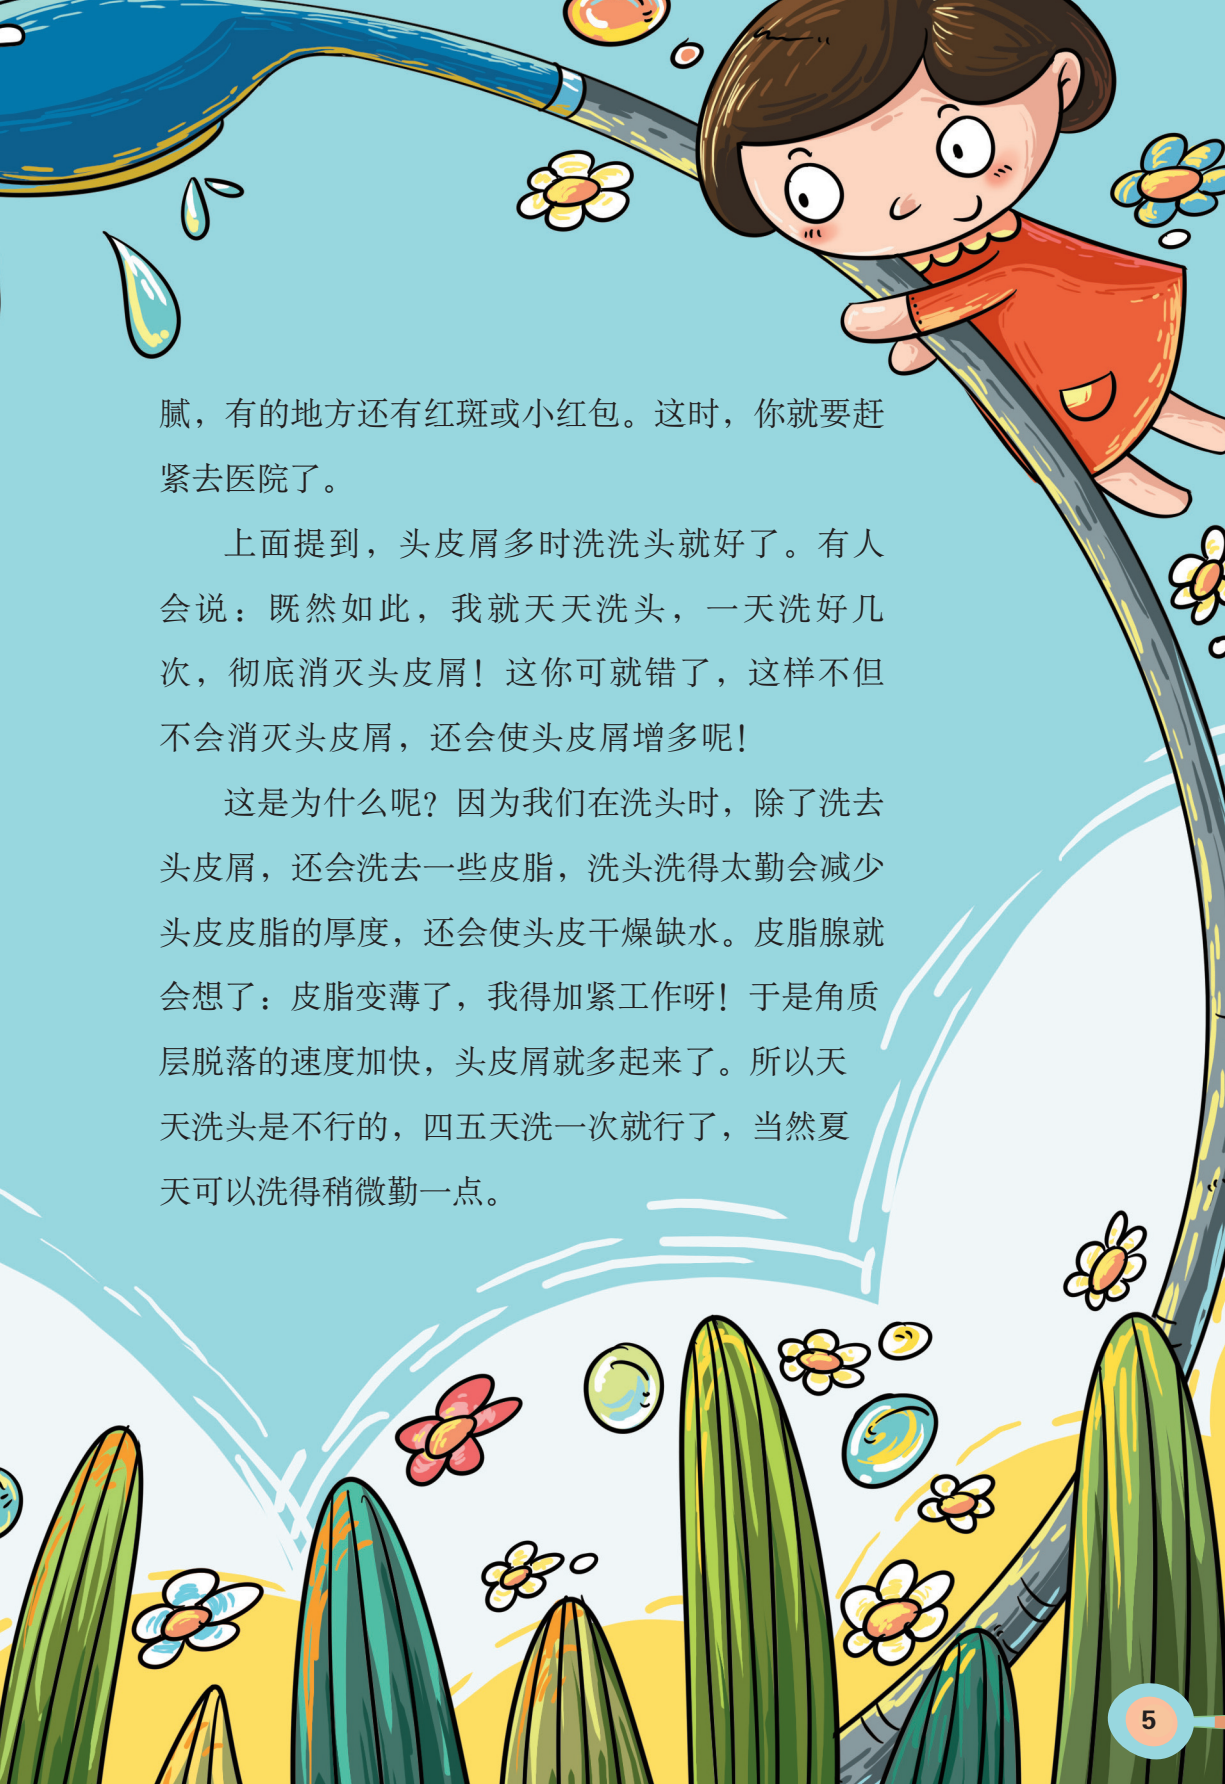 腻，有的地方还有红斑或小红包。这时，你就要赶
紧去医院了。
上面提到，头皮屑多时洗洗头就好了。有人
会说：既然如此，我就天天洗头，一天洗好几
次，彻底消灭头皮屑！这你可就错了，这样不但
不会消灭头皮屑，还会使头皮屑增多呢！
这是为什么呢？因为我们在洗头时，除了洗去
头皮屑，还会洗去一些皮脂，洗头洗得太勤会减少
头皮皮脂的厚度，还会使头皮干燥缺水。皮脂腺就
会想了：皮脂变薄了，我得加紧工作呀！于是角质
层脱落的速度加快，头皮屑就多起来了。所以天
天洗头是不行的，四五天洗一次就行了，当然夏
天可以洗得稍微勤一点。
5